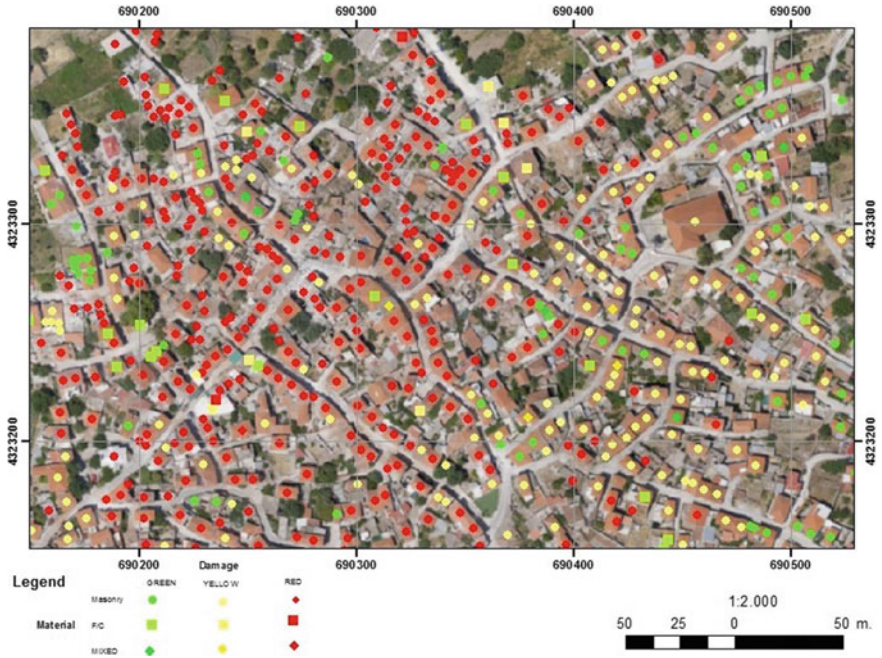 690200 690300 690400 690500
4323300 4323300
4323200 4323200
690200 690300 690400 690500
Damage
Legend
GREEN YELLOW RED
Masonry
Material R/C
MIXED
1:2.000
50 25 0 50 m.